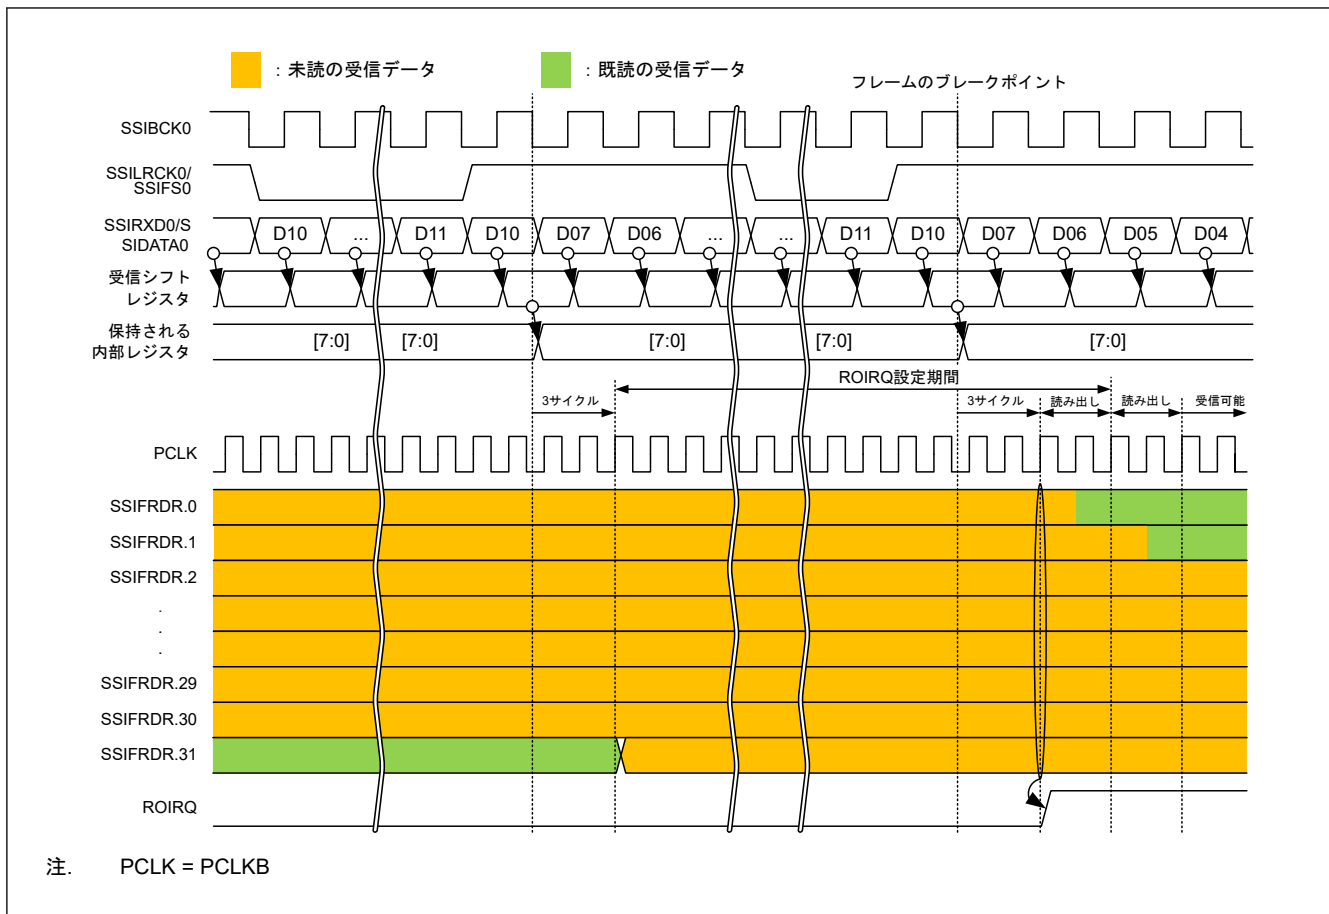 ：未読の受信データ
：既読の受信データ
フレームのブレークポイント
SSIBCK0
SSILRCK0/
SSIFS0
SSIRXD0/S
SIDATA0
D10 ... D11 D10 D07 D06 ... ... D11 D10 D07 D06 D05 D04
受信シフト
レジスタ
保持される
内部レジスタ
[7:0] [7:0] [7:0] [7:0] [7:0]
ROIRQ設定期間
3サイクル 3サイクル 読み出し 読み出し 受信可能
PCLK
SSIFRDR.0
SSIFRDR.1
SSIFRDR.2
.
.
.
SSIFRDR.29
SSIFRDR.30
SSIFRDR.31
ROIRQ
注. PCLK = PCLKB